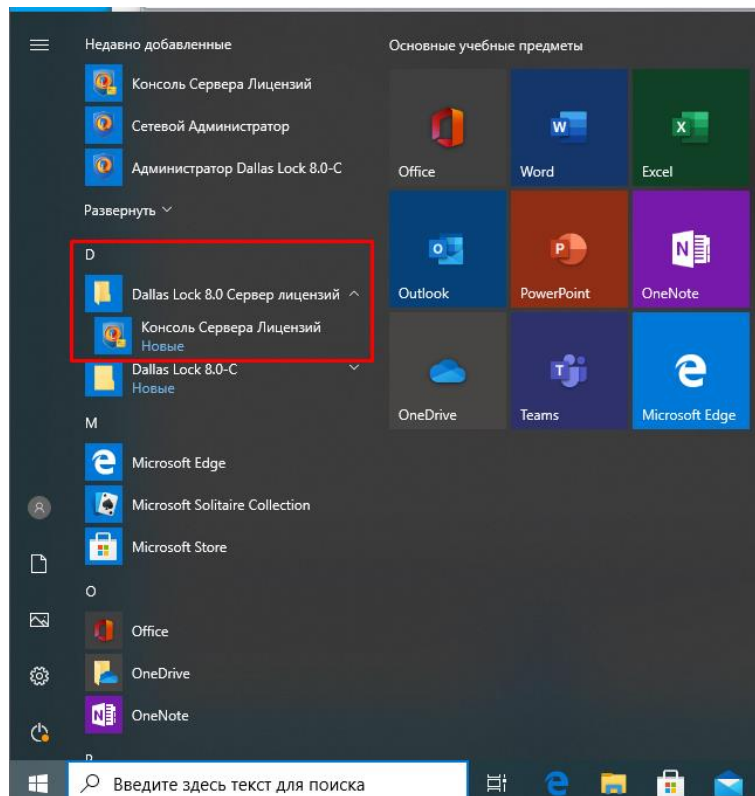 Недавно добавленные
Консоль Сервера Лицензий
Сетевой Администратор
Администратор Dallas Lock 8.0-C
Развернуть
D
Dallas Lock 8.0 Сервер лицензий
Консоль Сервера Лицензий
Новые
Dallas Lock 8.0-C
Новые
M
Microsoft Edge
Microsoft Solitaire Collection
Microsoft Store
O
Office
OneDrive
OneNote
Основные учебные предметы
Office
Word
Excel
Outlook
PowerPoint
OneNote
OneDrive
Teams
Microsoft Edge
Введите здесь текст для поиска